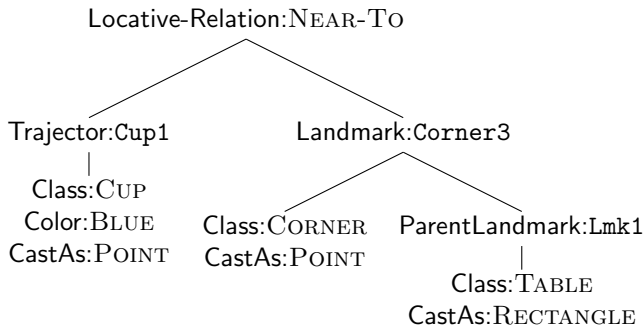 Locative-Relation:NEAR-TO
Trajector:Cup1
Landmark:Corner3
Class:CUP
Color:BLUE
CastAs:POINT
Class:CORNER
CastAs:POINT
ParentLandmark:Lmk1
Class:TABLE
CastAs:RECTANGLE